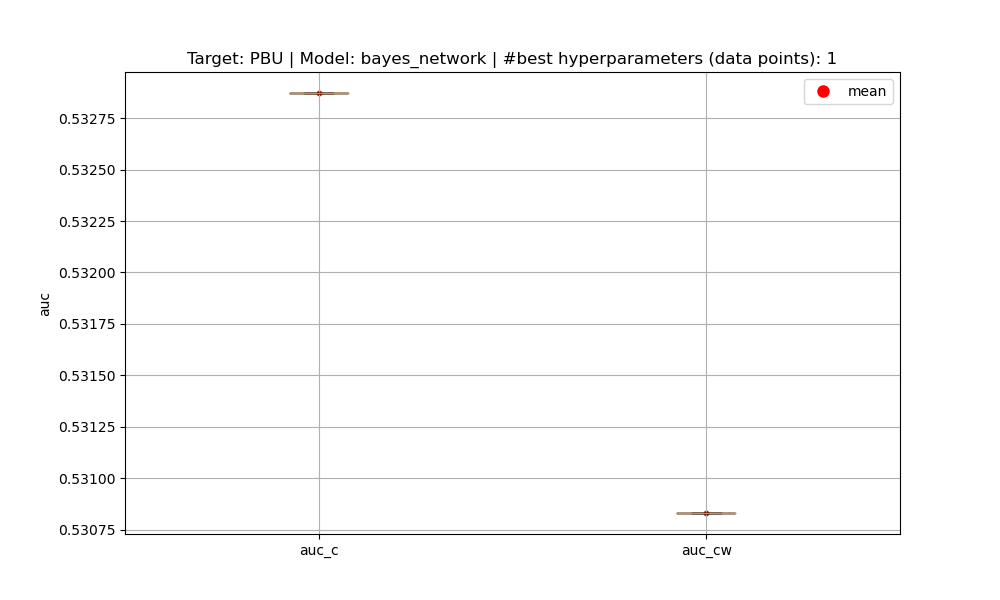 Target: PBU | Model: bayes_network | #best hyperparameters (data points): 1
mean
0.53275
0.53250
0.53225
0.53200
0.53175
0.53150
0.53125
0.53100
0.53075
auc
auc_c
auc_cw